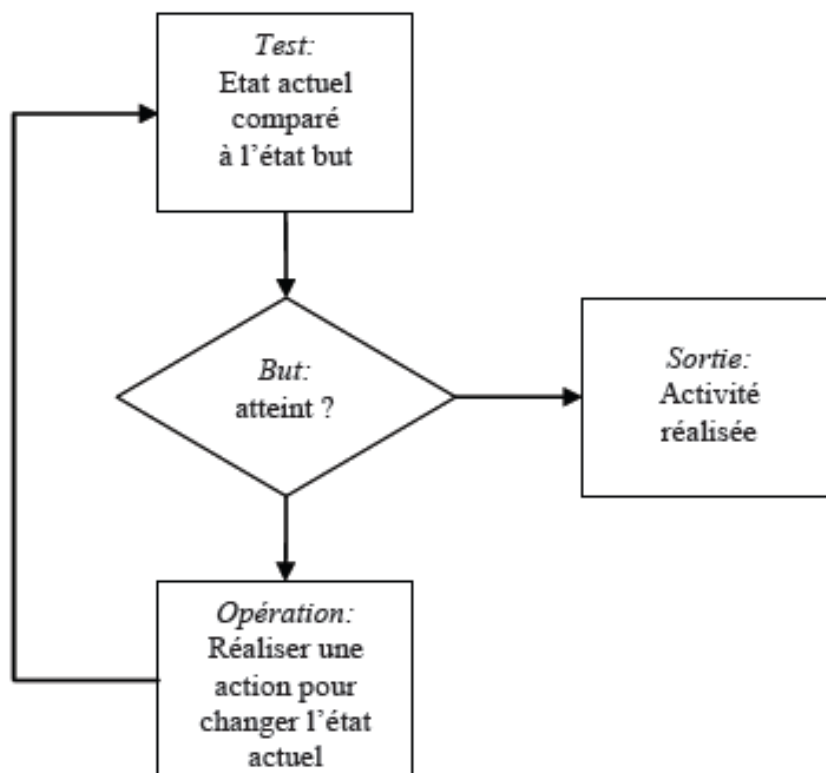 Test:
Etat actuel
comparé
à l’état but
But:
atteint ?
Sortie:
Activité
réalisée
Opération:
Réaliser une
action pour
changer l’état
actuel